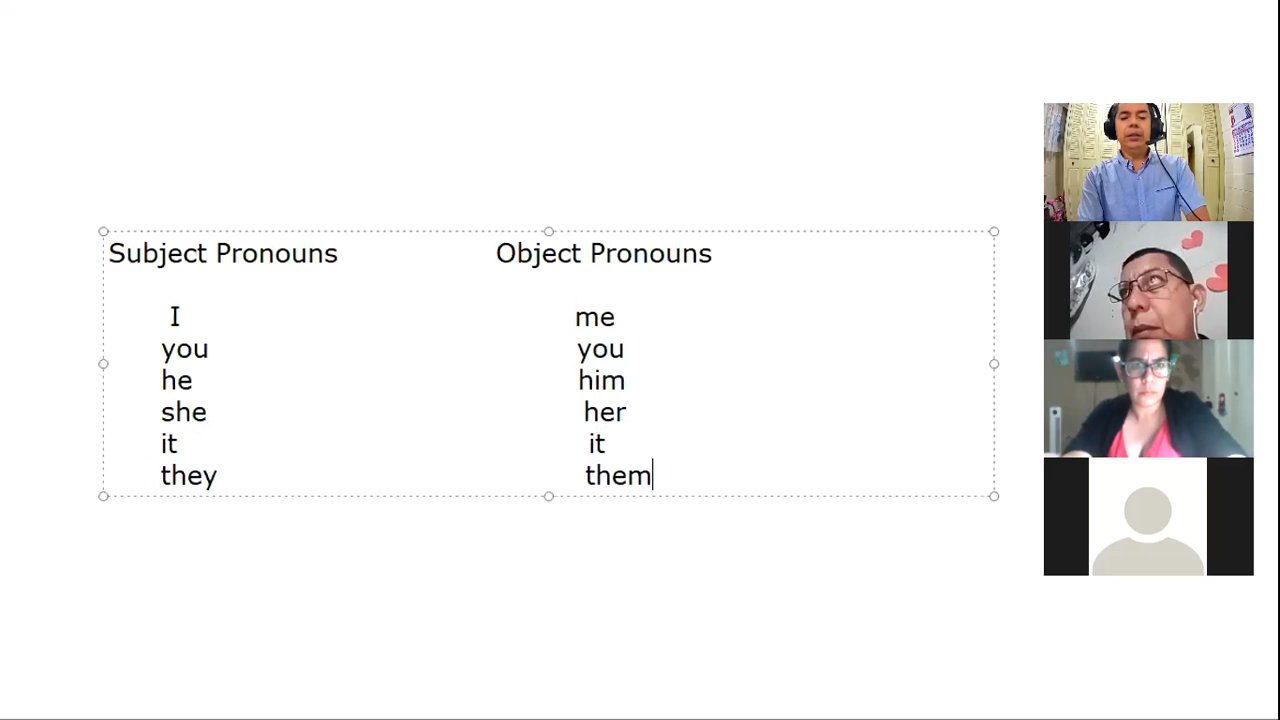 Subject Pronouns Object Pronouns
I me
you you
he him
she her
it it
they them